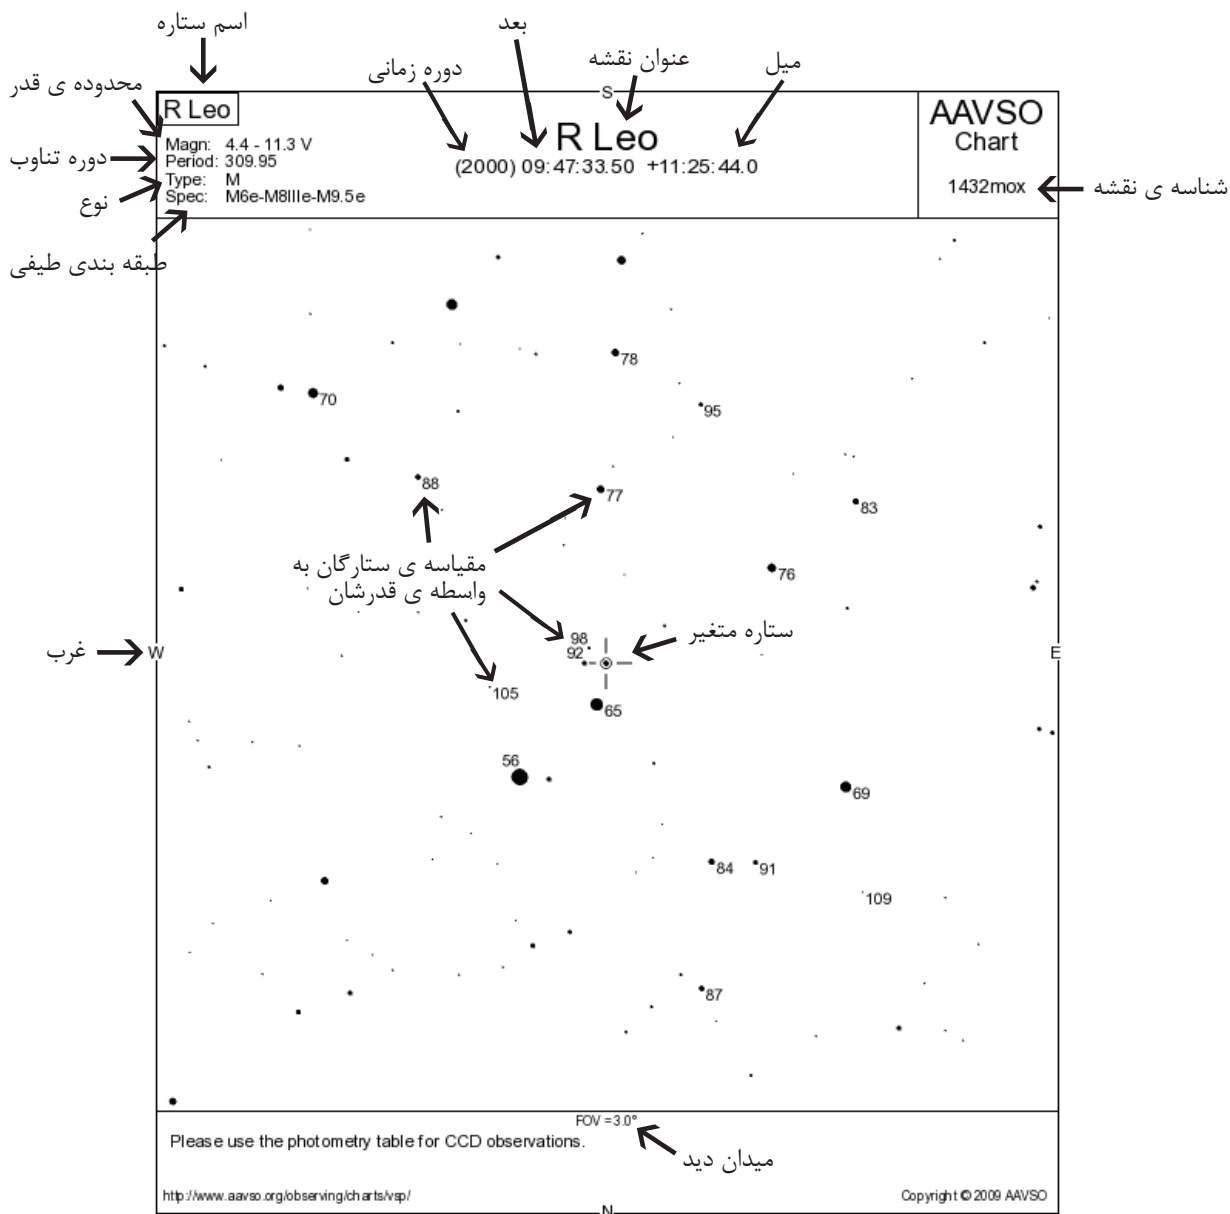 اسم ستاره
بعد
محدوده ی قدر
دوره زمانی
عنوان نقشه
میل
S
R Leo
R Leo
AAVSO
Chart
Magn: 4.4 - 11.3 V
دوره تناوب
Period: 309.95
(2000) 09:47:33.50 +11:25:44.0
Type: M
1432mox
شناسه ی نقشه
نوع
Spec: M6e-M8IIIe-M9.5e
طبقه بندی طیفی
78
70
95
88
77
83
مقیاسه ی ستارگان به
واسطه ی قدرشان
76
98
ستاره متغیر
غرب
W
92
E
105
65
56
69
84
91
109
87
FOV = 3.0°
Please use the photometry table for CCD observations.
میدان دید
http://www.aavso.org/observing/charts/vsp/
Copyright © 2009 AAVSO
N